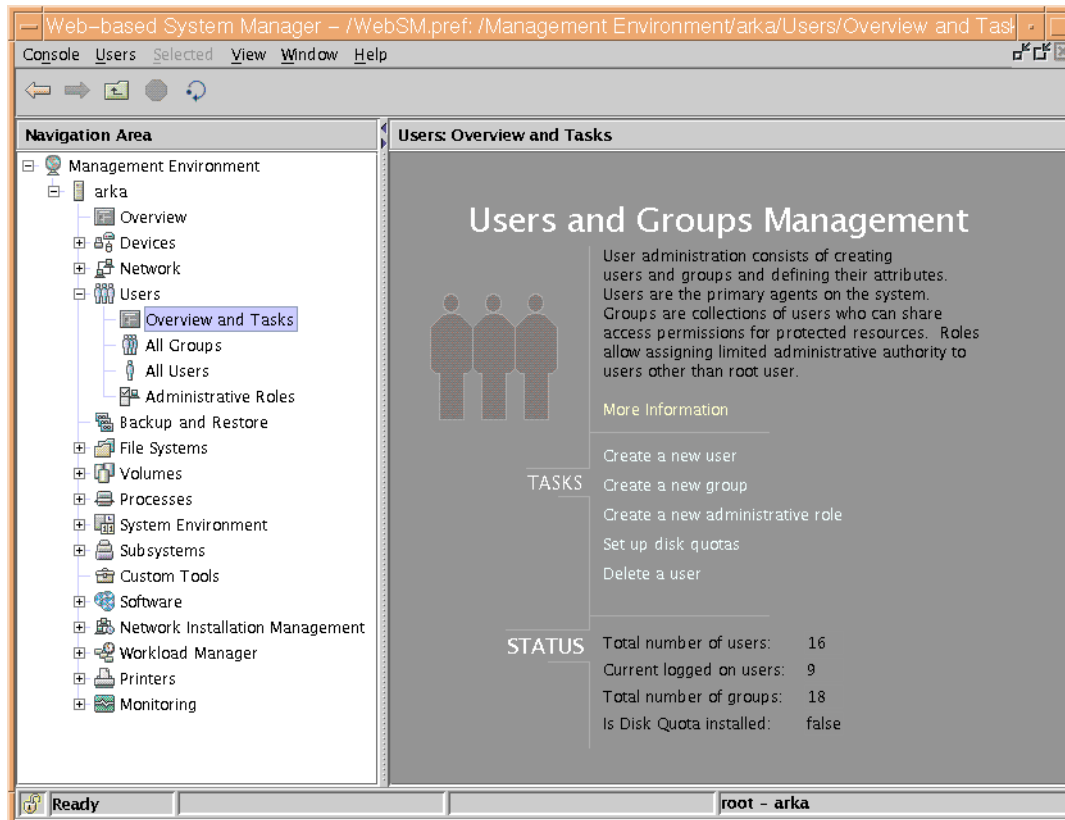 Web-based System Manager - /WebSM.pref: /Management Environment/arka/Users/Overview and Task
Console Users Selected View Window Help
Navigation Area
Management Environment
arka
Overview
Devices
Network
Users
Overview and Tasks
All Groups
All Users
Administrative Roles
Backup and Restore
File Systems
Volumes
Processes
System Environment
Subsystems
Custom Tools
Software
Network Installation Management
Workload Manager
Printers
Monitoring
Users: Overview and Tasks
Users and Groups Management
User administration consists of creating
users and groups and defining their attributes.
Users are the primary agents on the system.
Groups are collections of users who can share
access permissions for protected resources. Roles
allow assigning limited administrative authority to
users other than root user.
More Information
TASKS
Create a new user
Create a new group
Create a new administrative role
Set up disk quotas
Delete a user
STATUS
Total number of users: 16
Current logged on users: 9
Total number of groups: 18
Is Disk Quota installed: false
Ready
root - arka